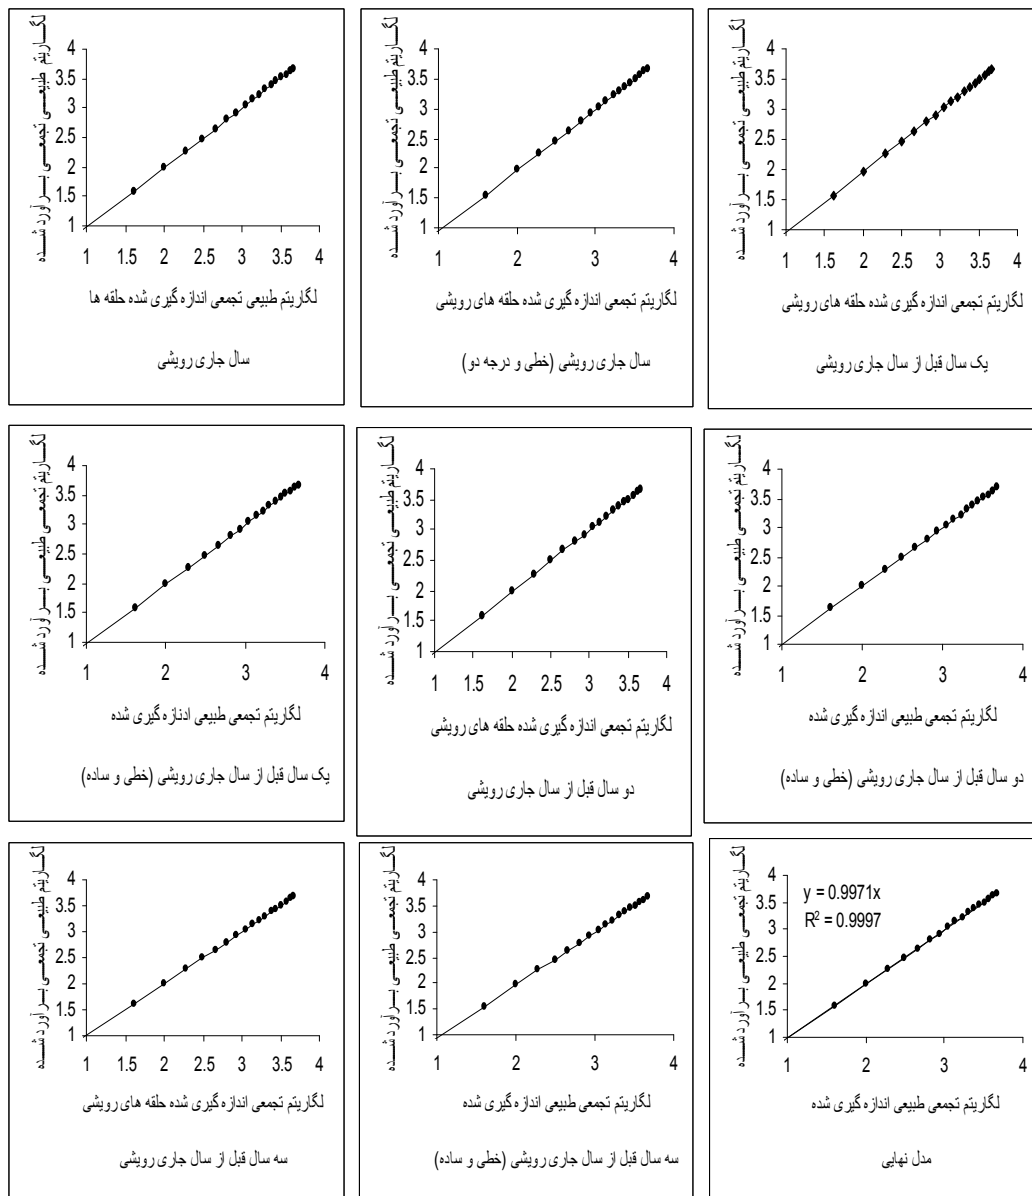 لگاریتم طبیعی تجمعی برآورد شده
4
3.5
3
2.5
2
1.5
1
1 1.5 2 2.5 3 3.5 4
لگاریتم طبیعی تجمعی اندازه گیری شده حلقه ها
سال جاری رویشی
لگاریتم طبیعی تجمعی برآورد شده
4
3.5
3
2.5
2
1.5
1
1 2 3 4
لگاریتم تجمعی اندازه گیری شده حلقه های رویشی
سال جاری رویشی (خطی و درجه دو)
لگاریتم تجمعی طبیعی برآورد شده
4
3.5
3
2.5
2
1.5
1
1 1.5 2 2.5 3 3.5 4
لگاریتم تجمعی اندازه گیری شده حلقه های رویشی
یک سال قبل از سال جاری رویشی
لگاریتم تجمعی طبیعی برآورد شده
4
3.5
3
2.5
2
1.5
1
1 2 3 4
لگاریتم تجمعی طبیعی ادنازه گیری شده
یک سال قبل از سال جاری رویشی (خطی و ساده)
لگاریتم طبیعی تجمعی برآورد شده
4
3.5
3
2.5
2
1.5
1
1 1.5 2 2.5 3 3.5 4
لگاریتم تجمعی اندازه گیری شده حلقه های رویشی
دو سال قبل از سال جاری رویشی
لگاریتم تجمعی طبیعی برآورد شده
4
3.5
3
2.5
2
1.5
1
1 2 3 4
لگاریتم تجمعی طبیعی اندازه گیری شده
دو سال قبل از سال جاری رویشی (خطی و ساده)
لگاریتم طبیعی تجمعی برآورد شده
4
3.5
3
2.5
2
1.5
1
1 1.5 2 2.5 3 3.5 4
لگاریتم تجمعی اندازه گیری شده حلقه های رویشی
سه سال قبل از سال جاری رویشی
لگاریتم تجمعی طبیعی برآورد شده
4
3.5
3
2.5
2
1.5
1
1 2 3 4
لگاریتم تجمعی طبیعی اندازه گیری شده
سه سال قبل از سال جاری رویشی (خطی و ساده)
لگاریتم تجمعی طبیعی برآورد شده
4
3.5
3
2.5
2
1.5
1
y = 0.9971x
R² = 0.9997
1 2 3 4
لگاریتم تجمعی طبیعی اندازه گیری شده
مدل نهایی